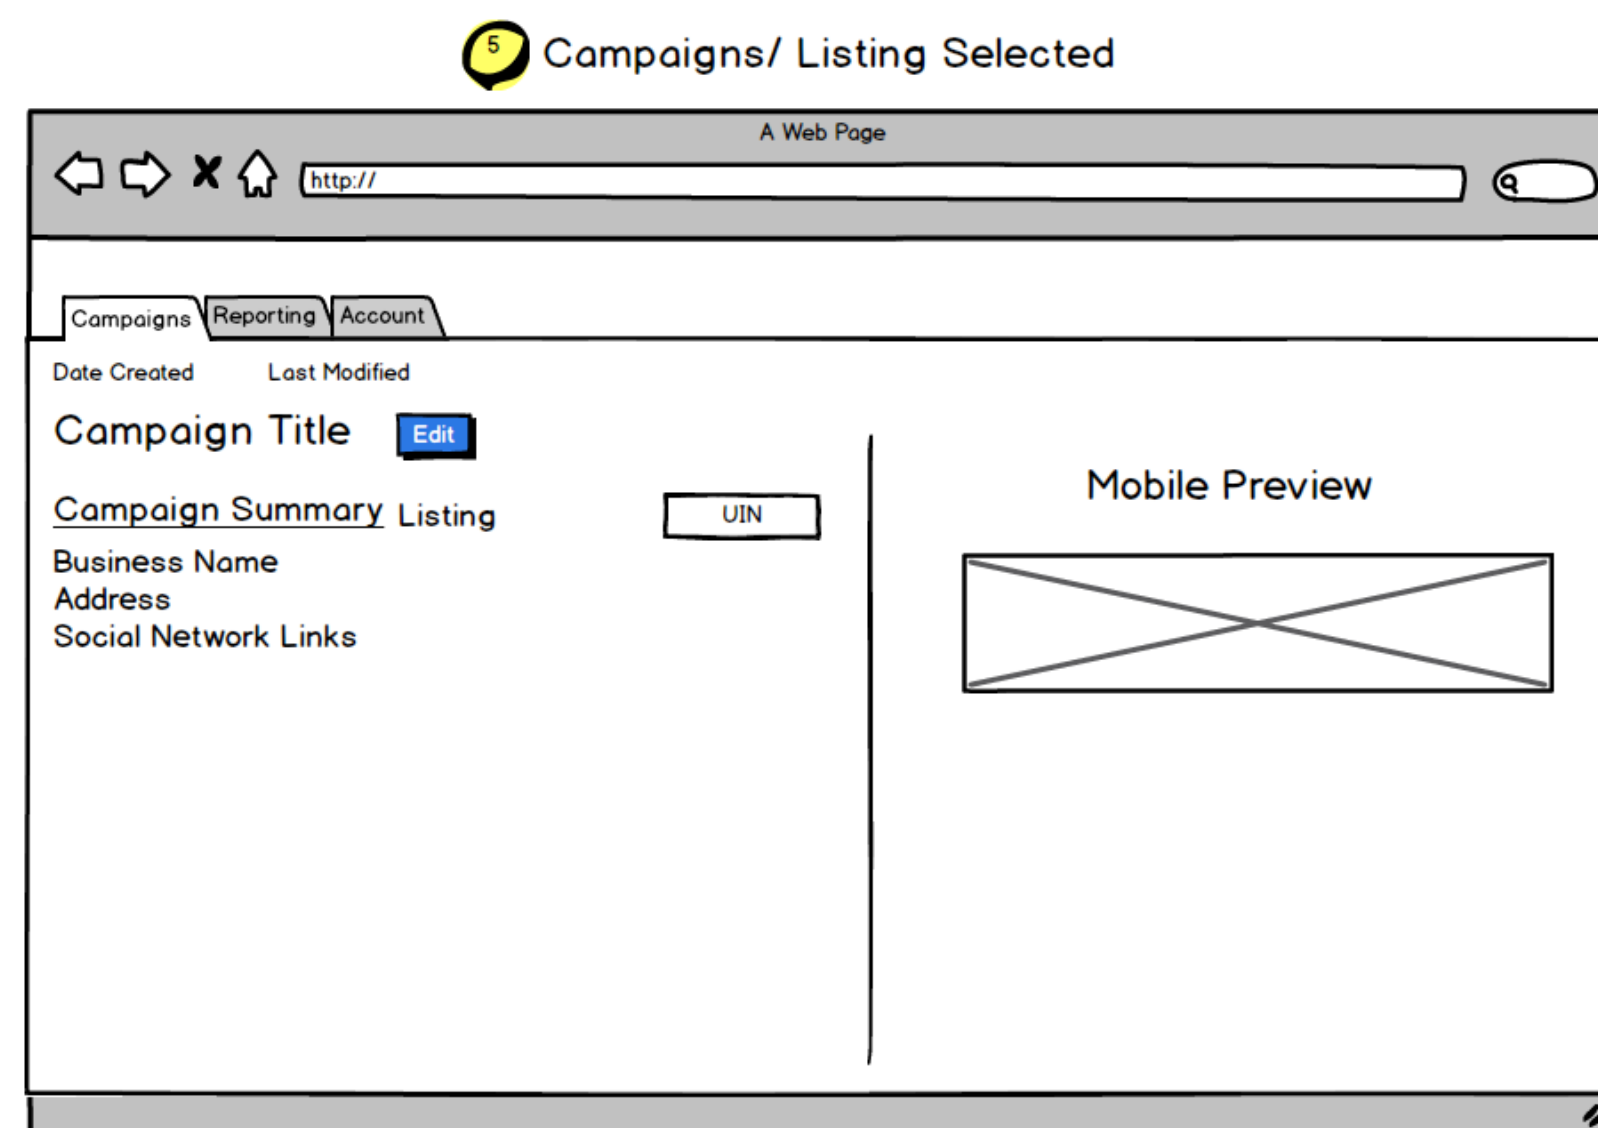 5 Campaigns/ Listing Selected
A Web Page
http://
Campaigns Reporting Account
Date Created Last Modified
Campaign Title Edit
Campaign Summary Listing UIN
Business Name
Address
Social Network Links
Mobile Preview